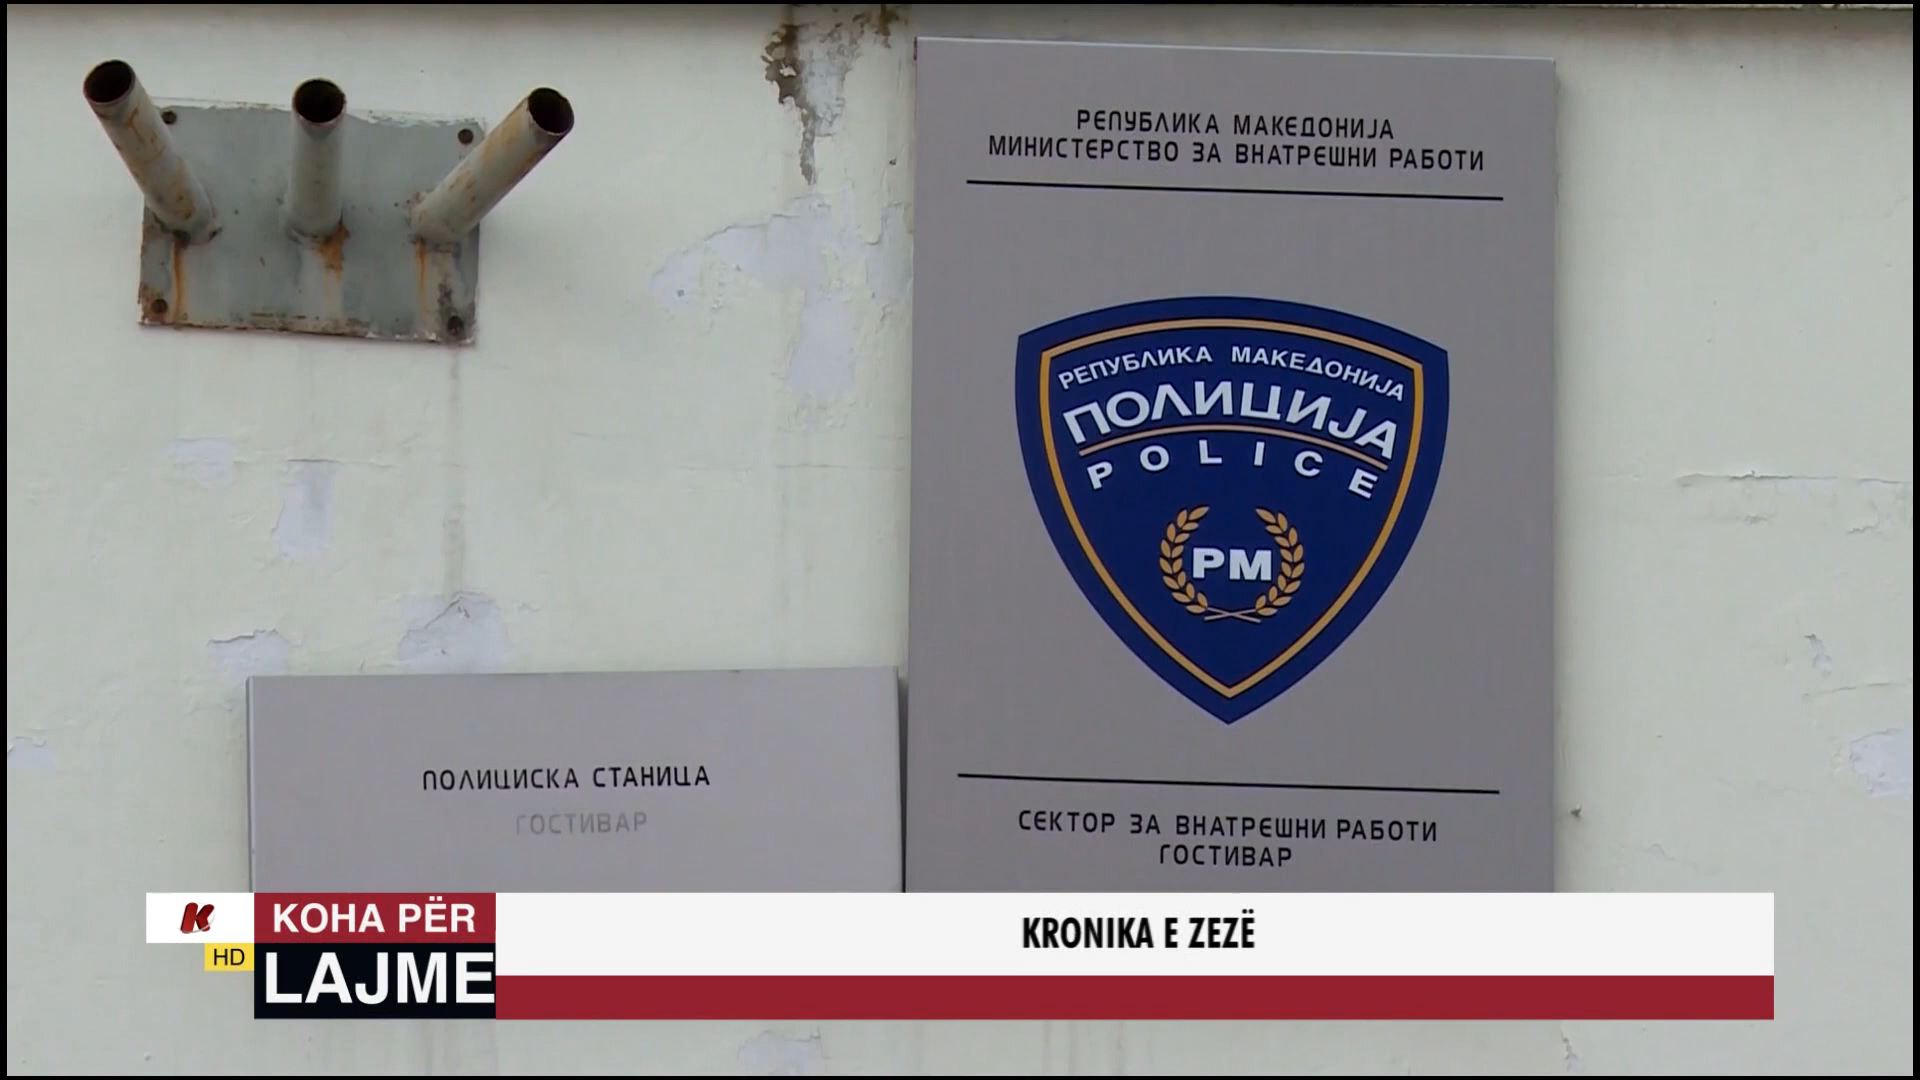 РЕПУБЛИКА МАКЕДОНИЈА
МИНИСТЕРСТВО ЗА ВНАТРЕШНИ РАБОТИ
РЕПУБЛИКА МАКЕДОНИЈА
ПОЛИЦИЈА
POLICE
РМ
СЕКТОР ЗА ВНАТРЕШНИ РАБОТИ
ГОСТИВАР
ПОЛИЦИСКА СТАНИЦА
ГОСТИВАР
K
HD
KOHA PËR
LAJME
KRONIKA E ZEZË